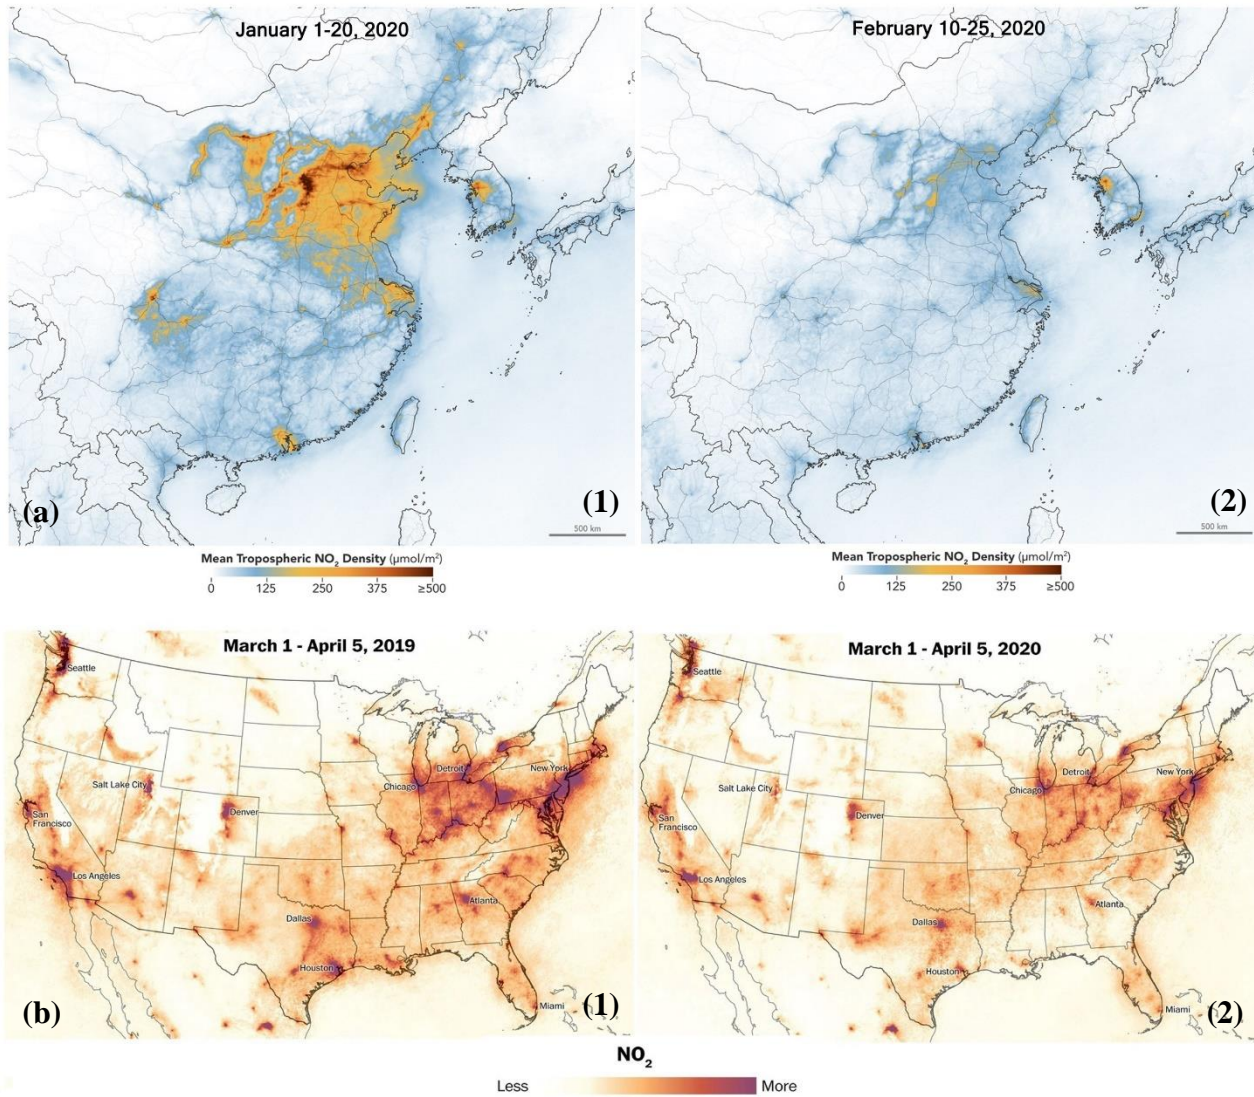 January 1-20, 2020
February 10-25, 2020
(a)
(1)
(2)
500 km
500 km
Mean Tropospheric NO₂ Density (μmol/m²)
0 125 250 375 ≥500
Mean Tropospheric NO₂ Density (μmol/m²)
0 125 250 375 ≥500
March 1 - April 5, 2019
Seattle
Detroit
New York
Chicago
Salt Lake City
Denver
San
Francisco
Los Angeles
Atlanta
Dallas
Houston
Miami
(b)
(1)
March 1 - April 5, 2020
Seattle
Detroit
New York
Chicago
Salt Lake City
Denver
San
Francisco
Los Angeles
Atlanta
Dallas
Houston
Miami
(2)
NO₂
Less More